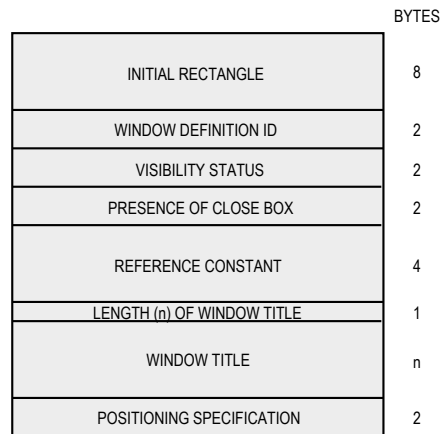 BYTES
INITIAL RECTANGLE 8
WINDOW DEFINITION ID 2
VISIBILITY STATUS 2
PRESENCE OF CLOSE BOX 2
REFERENCE CONSTANT 4
LENGTH (n) OF WINDOW TITLE 1
WINDOW TITLE n
POSITIONING SPECIFICATION 2